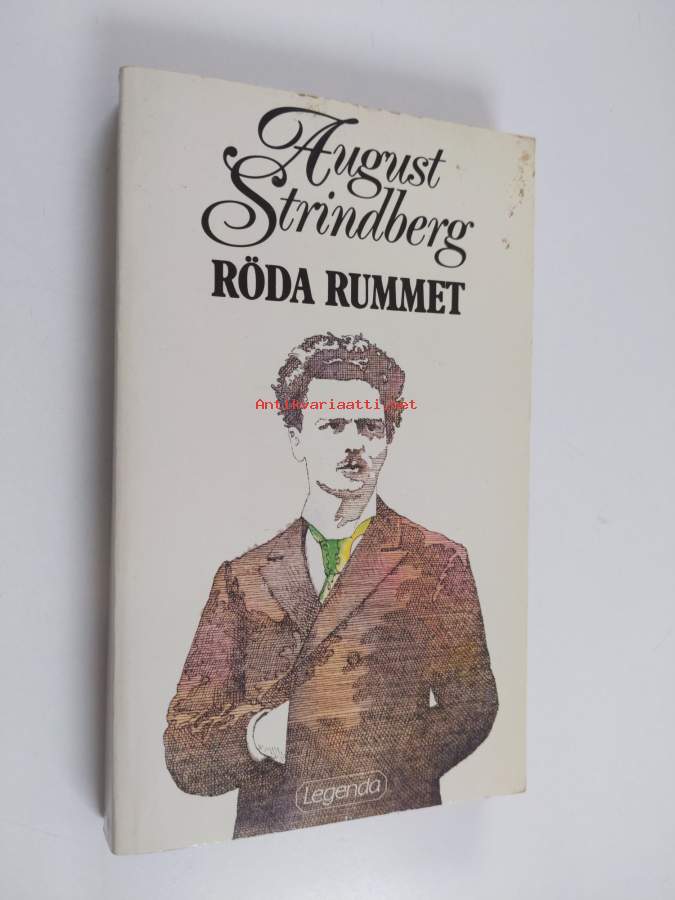 August
Strindberg
RÖDA RUMMET
Antikvariaatti.net
Legenda